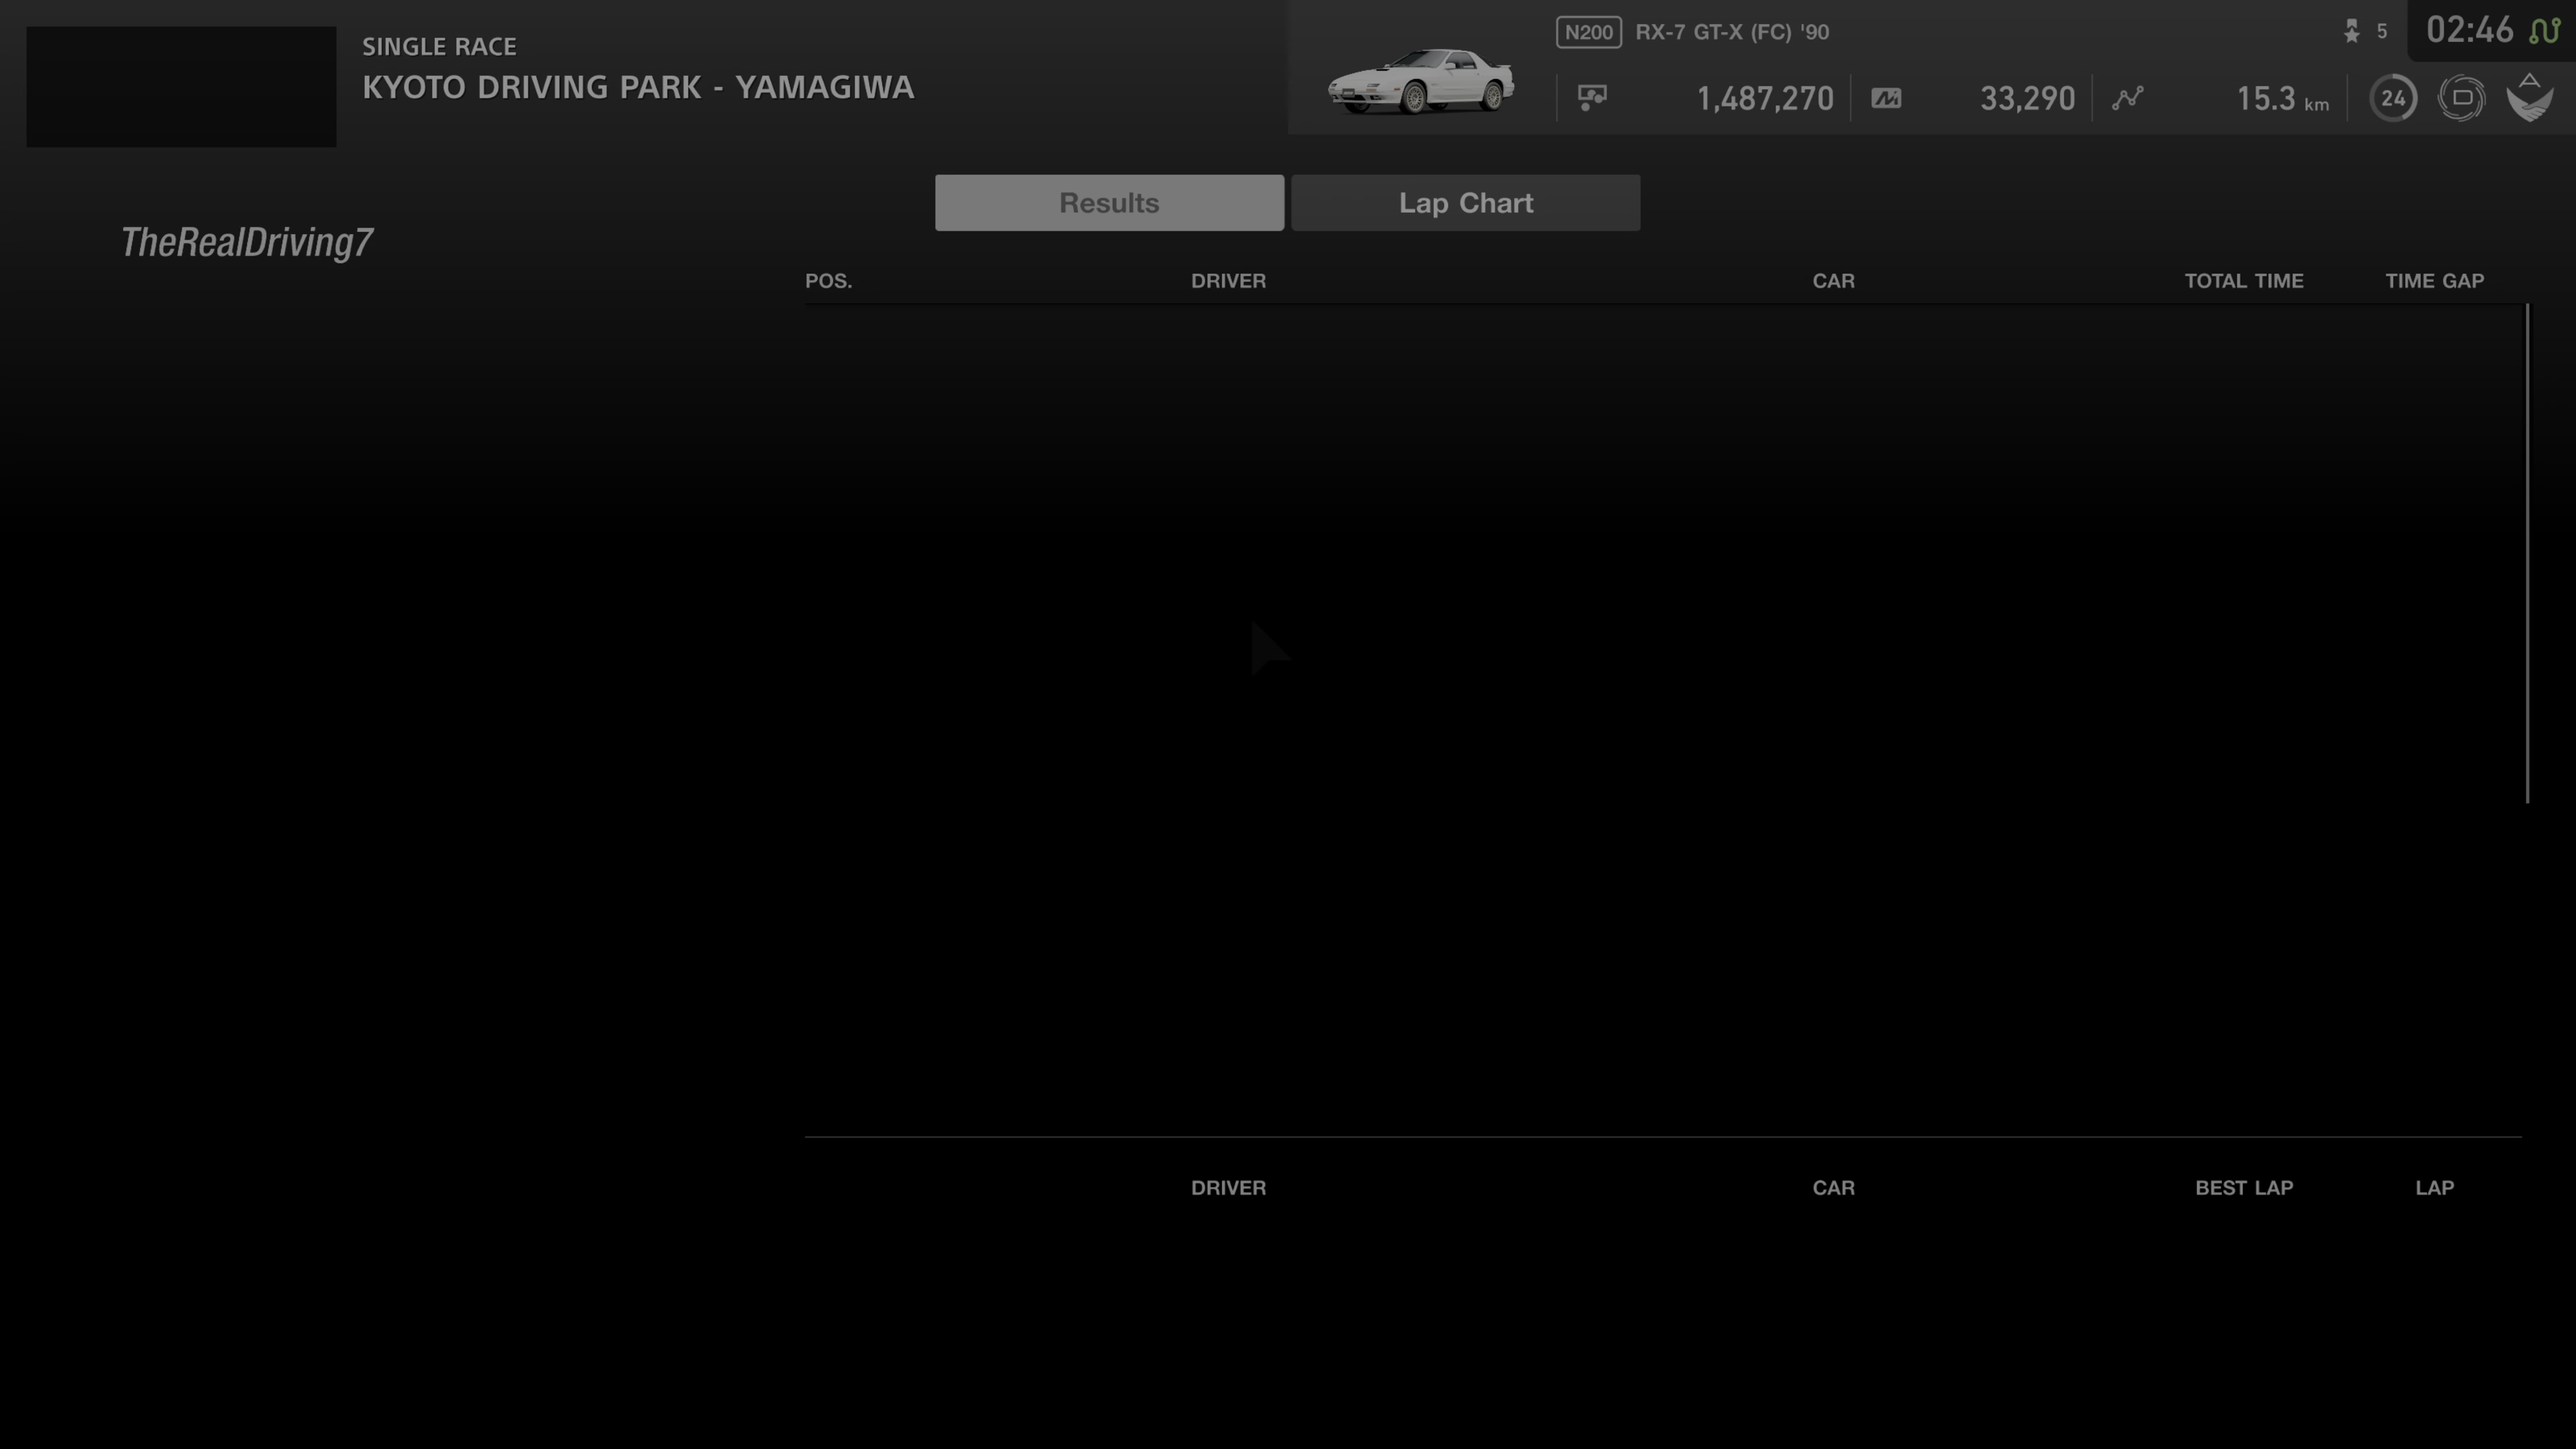 SINGLE RACE
KYOTO DRIVING PARK - YAMAGIWA
N200 RX-7 GT-X (FC) '90
5
02:46
1,487,270
33,290
15.3 km
24
D
A
Results
Lap Chart
TheRealDriving7
POS. DRIVER CAR TOTAL TIME TIME GAP
DRIVER CAR BEST LAP LAP